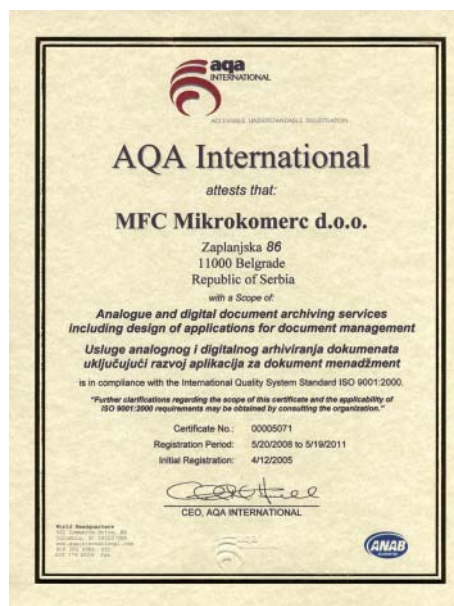 aqa
INTERNATIONAL
ACCESSIBLE UNDERSTANDABLE REGISTRATION
AQA International
attests that:
MFC Mikrokomerc d.o.o.
Zaplanjska 86
11000 Belgrade
Republic of Serbia
with a Scope of:
Analogue and digital document archiving services
including design of applications for document management
Usluge analognog i digitalnog arhiviranja dokumenata
uključujući razvoj aplikacija za dokument menadžment
is in compliance with the International Quality System Standard ISO 9001:2000.
"Further clarifications regarding the scope of this certificate and the applicability of
ISO 9001:2000 requirements may be obtained by consulting the organization."
Certificate No.: 00005071
Registration Period: 5/20/2008 to 5/19/2011
Initial Registration: 4/12/2005
CEO, AQA INTERNATIONAL
World Headquarters
ANAB